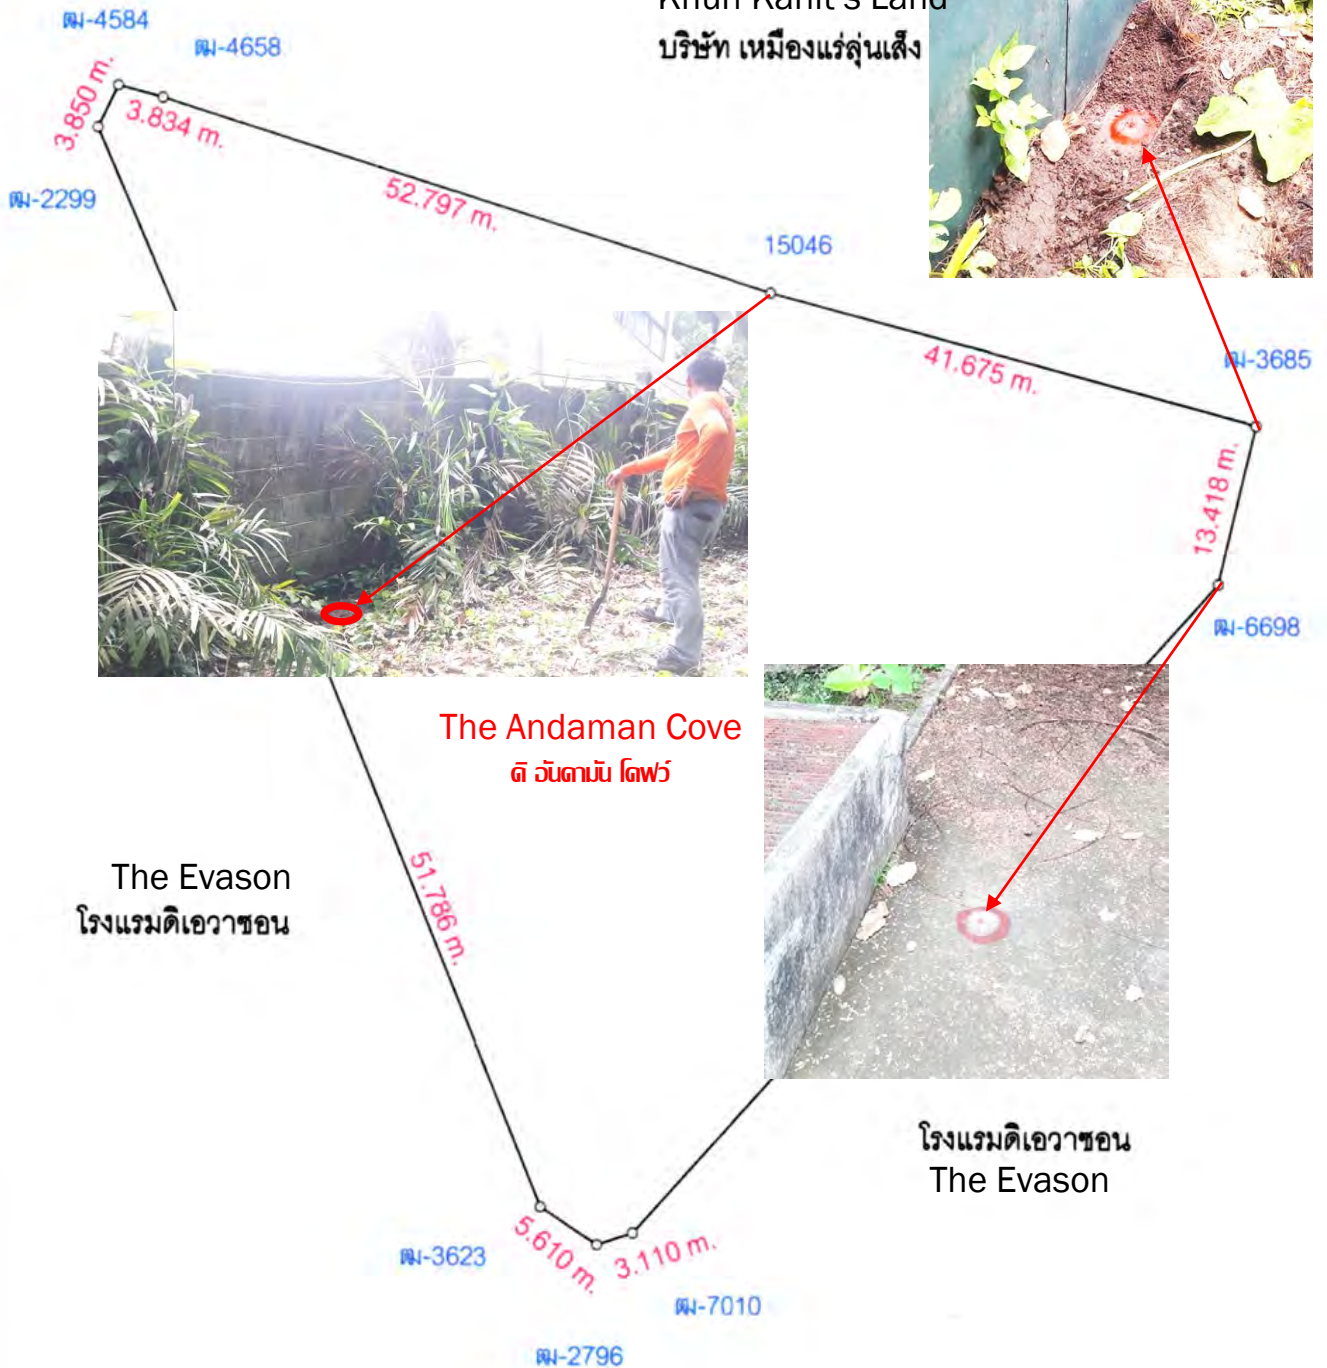 Khun Kanit's Land
บริษัท เหมืองแร่ลุ่นเส็ง
ฒ-4584
ฒ-4658
3.850 m.
3.834 m.
ฒ-2299
52.797 m.
15046
41.675 m.
ฒ-3685
13.418 m.
ฒ-6698
The Andaman Cove
ดิ อันดามัน โคฟว์
The Evason
โรงแรมดิเอวาซอน
51.786 m.
โรงแรมดิเอวาซอน
The Evason
ฒ-3623
5.610 m.
3.110 m.
ฒ-7010
ฒ-2796